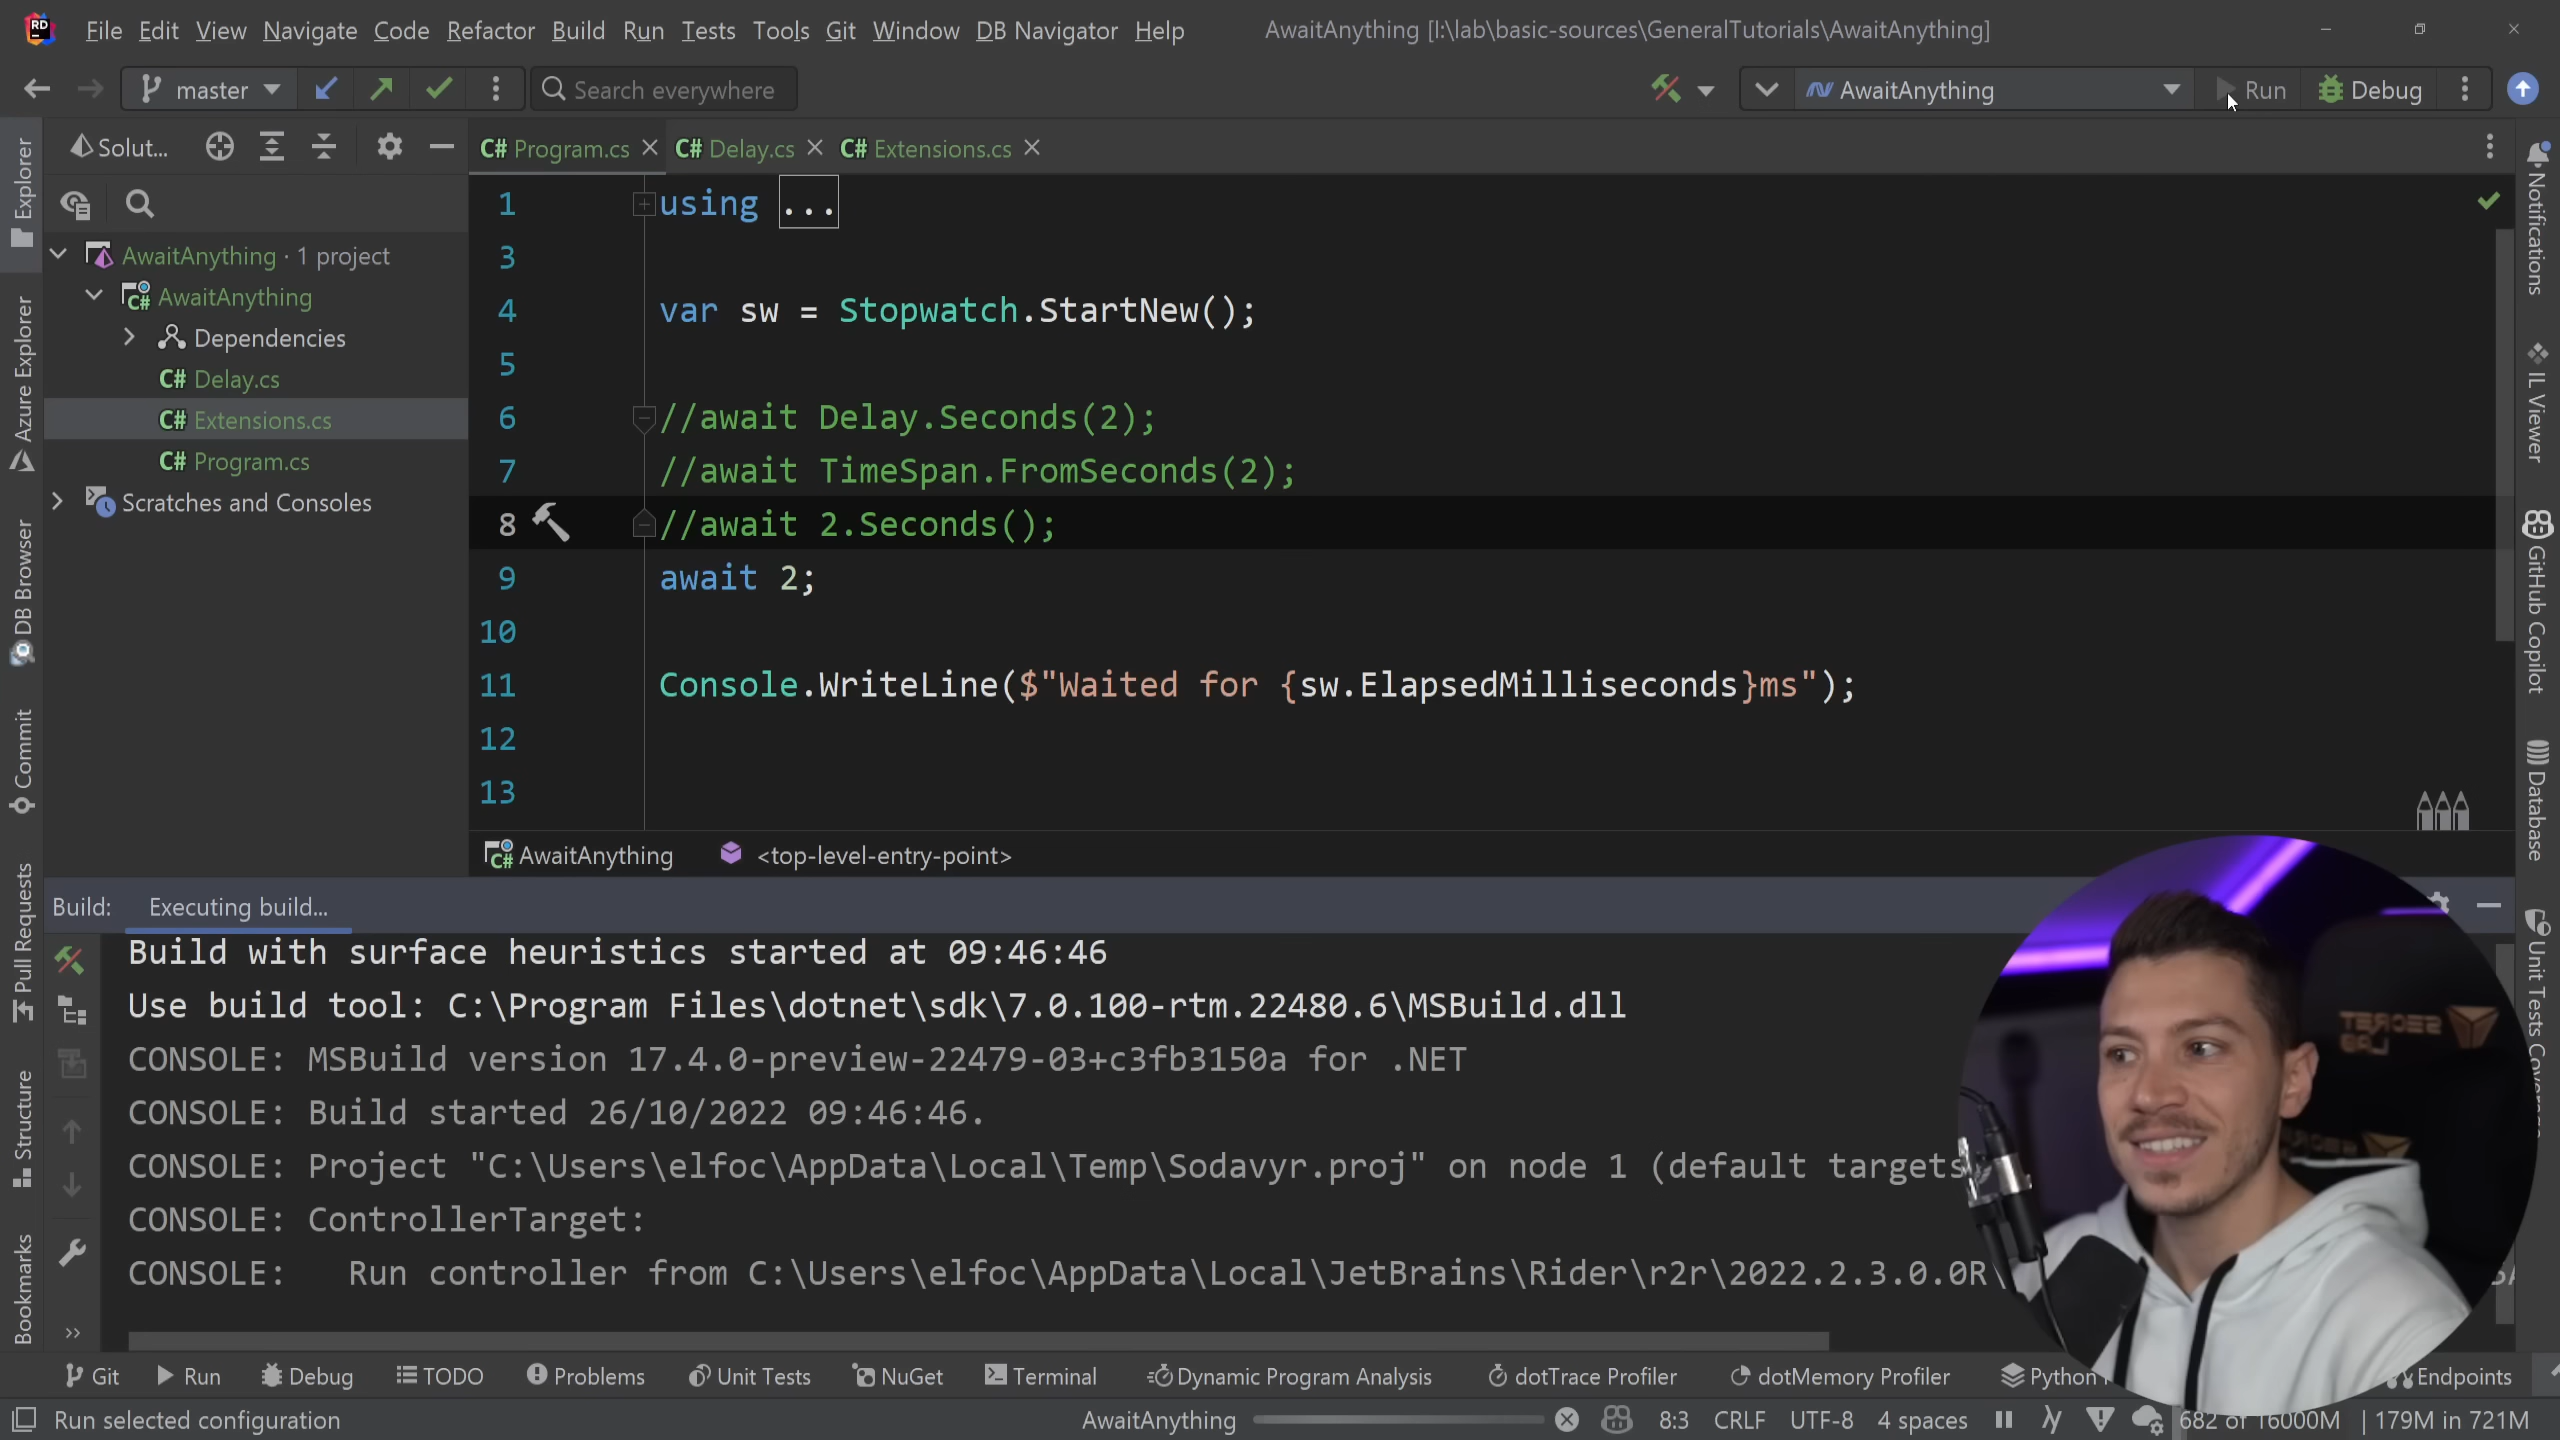 File Edit View Navigate Code Refactor Build Run Tests Tools Git Window DB Navigator Help AwaitAnything [I:\lab\basic-sources\GeneralTutorials\AwaitAnything]
master Search everywhere AwaitAnything Run Debug
Solut... Program.cs Delay.cs Extensions.cs
Explorer
Azure Explorer
DB Browser
Commit
Pull Requests
Structure
Bookmarks
AwaitAnything · 1 project
AwaitAnything
Dependencies
Delay.cs
Extensions.cs
Program.cs
Scratches and Consoles
1 using ...
3
4 var sw = Stopwatch.StartNew();
5
6 //await Delay.Seconds(2);
7 //await TimeSpan.FromSeconds(2);
8 //await 2.Seconds();
9 await 2;
10
11 Console.WriteLine($"Waited for {sw.ElapsedMilliseconds}ms");
12
13
AwaitAnything <top-level-entry-point>
Notifications
IL Viewer
GitHub Copilot
Database
Unit Tests
Build: Executing build...
Build with surface heuristics started at 09:46:46
Use build tool: C:\Program Files\dotnet\sdk\7.0.100-rtm.22480.6\MSBuild.dll
CONSOLE: MSBuild version 17.4.0-preview-22479-03+c3fb3150a for .NET
CONSOLE: Build started 26/10/2022 09:46:46.
CONSOLE: Project "C:\Users\elfoc\AppData\Local\Temp\Sodavyr.proj" on node 1 (default targets
CONSOLE: ControllerTarget:
CONSOLE: Run controller from C:\Users\elfoc\AppData\Local\JetBrains\Rider\r2r\2022.2.3.0.0R\
SECRET LAB
Git Run Debug TODO Problems Unit Tests NuGet Terminal Dynamic Program Analysis dotTrace Profiler dotMemory Profiler Python Endpoints
Run selected configuration AwaitAnything 8:3 CRLF UTF-8 4 spaces 682 of 16000M 179M in 721M